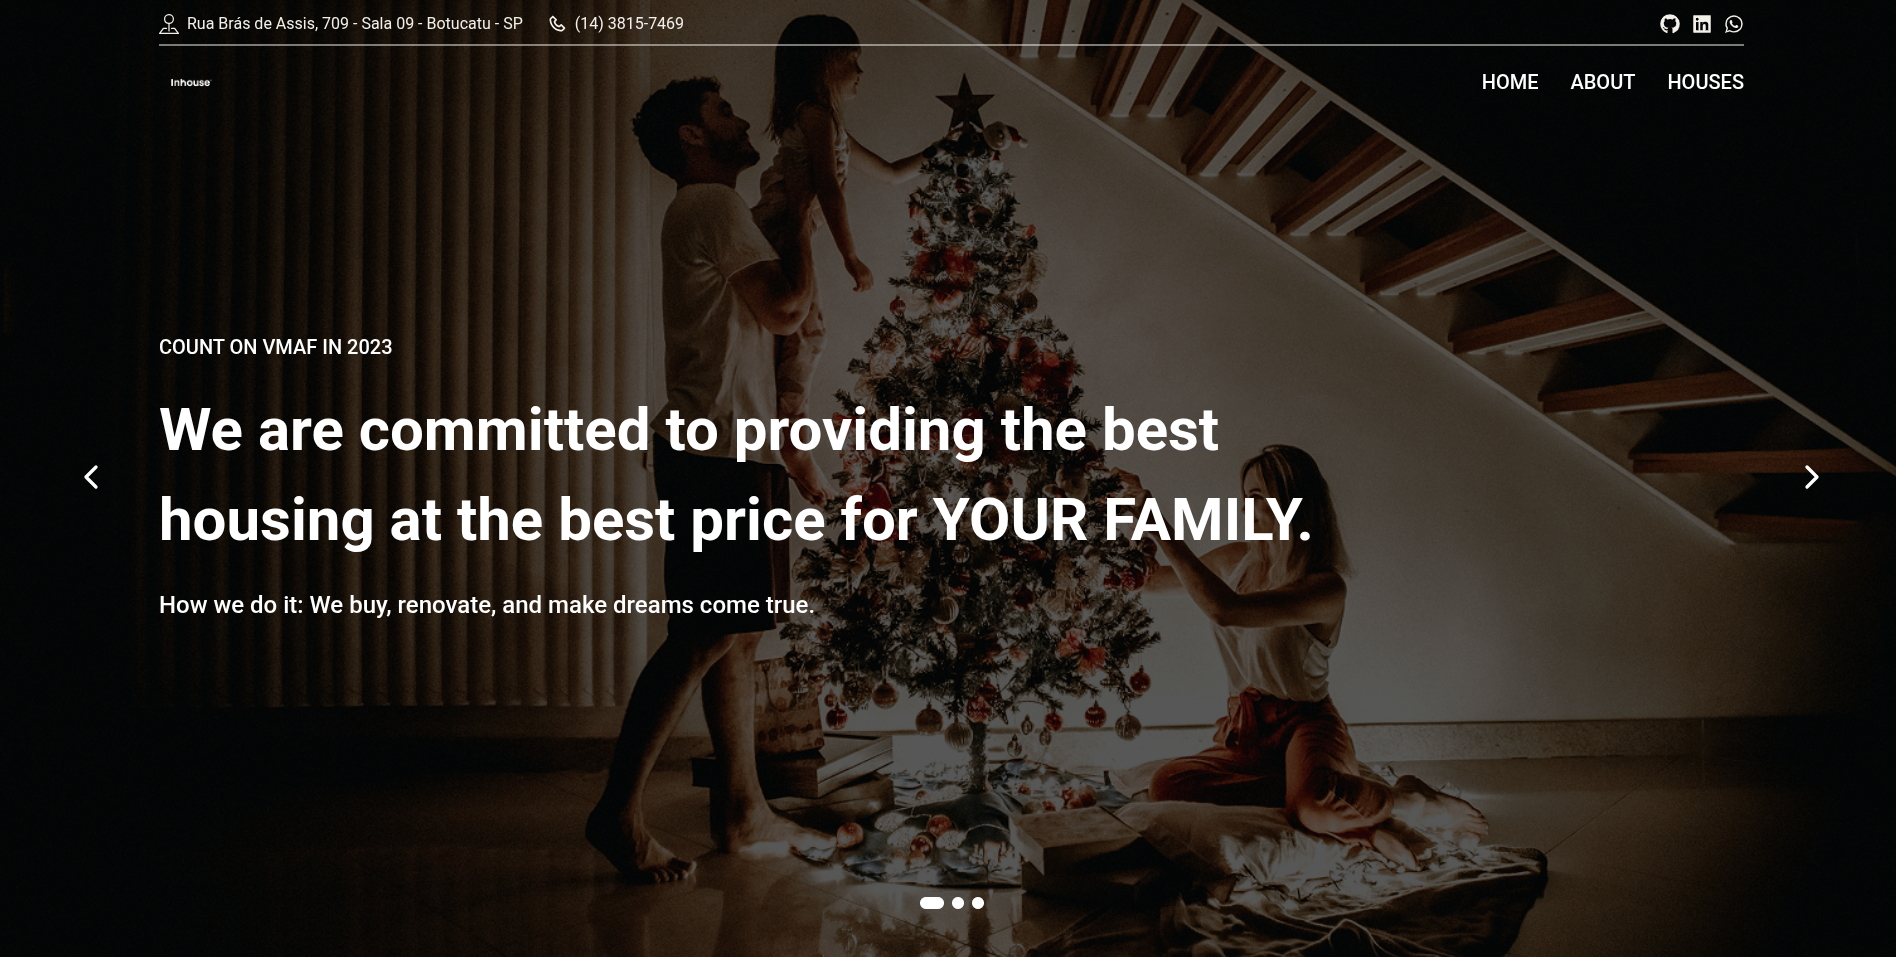 Rua Brás de Assis, 709 - Sala 09 - Botucatu - SP (14) 3815-7469
Inhouse
HOME ABOUT HOUSES
COUNT ON VMAF IN 2023
We are committed to providing the best
housing at the best price for YOUR FAMILY.
How we do it: We buy, renovate, and make dreams come true.